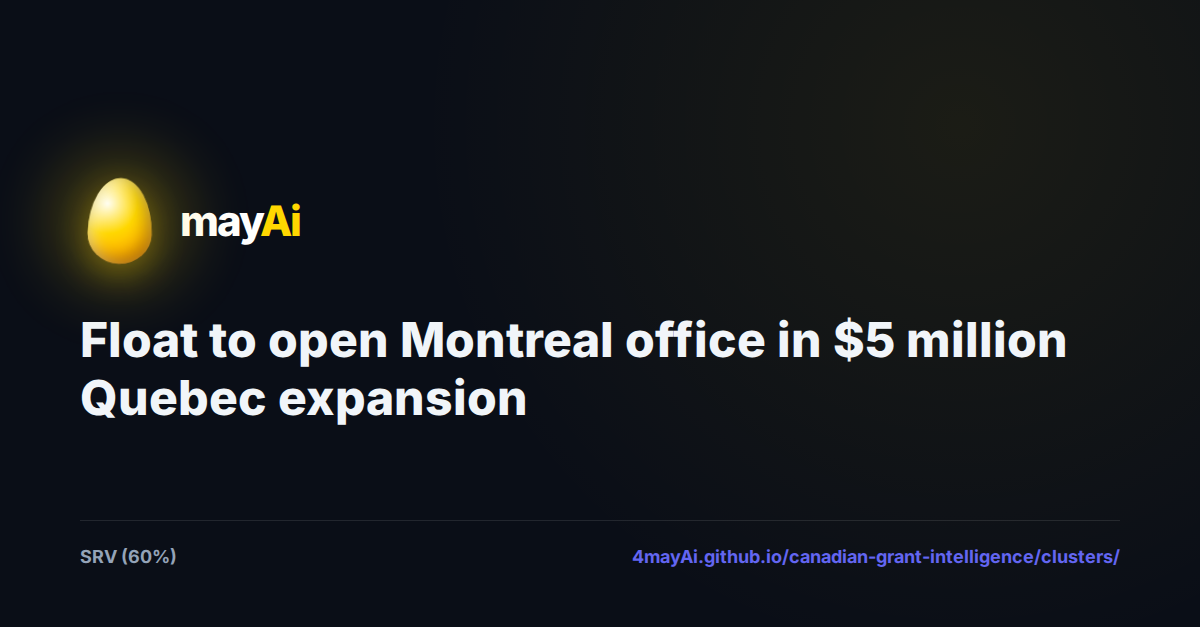 mayAi
Float to open Montreal office in $5 million
Quebec expansion
SRV (60%)
4mayAi.github.io/canadian-grant-intelligence/clusters/